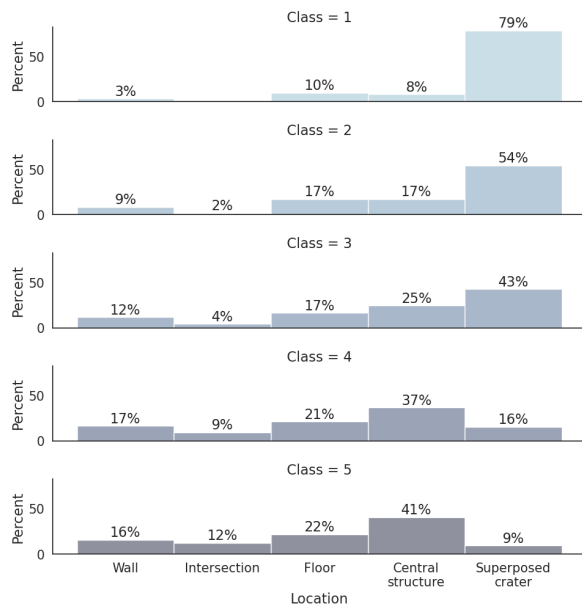 Class = 1
Percent
50
0
3%
10%
8%
79%
Class = 2
Percent
50
0
9%
2%
17%
17%
54%
Class = 3
Percent
50
0
12%
4%
17%
25%
43%
Class = 4
Percent
50
0
17%
9%
21%
37%
16%
Class = 5
Percent
50
0
16%
12%
22%
41%
9%
Wall
Intersection
Floor
Central
structure
Superposed
crater
Location